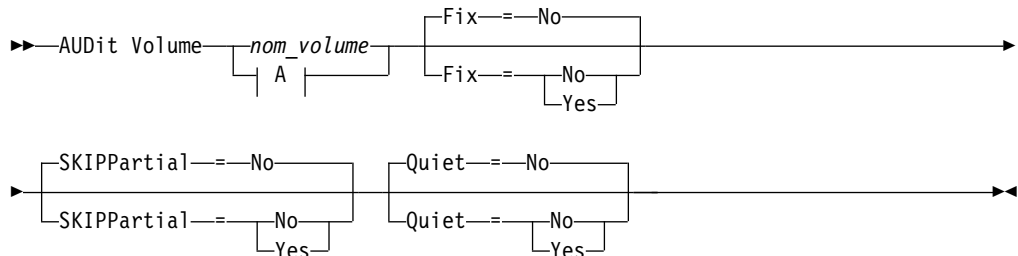 Fix = No
AUDit Volume nom_volume
A Fix = No
Yes
SKIPPartial = No Quiet = No
SKIPPartial = No Quiet = No
Yes Yes